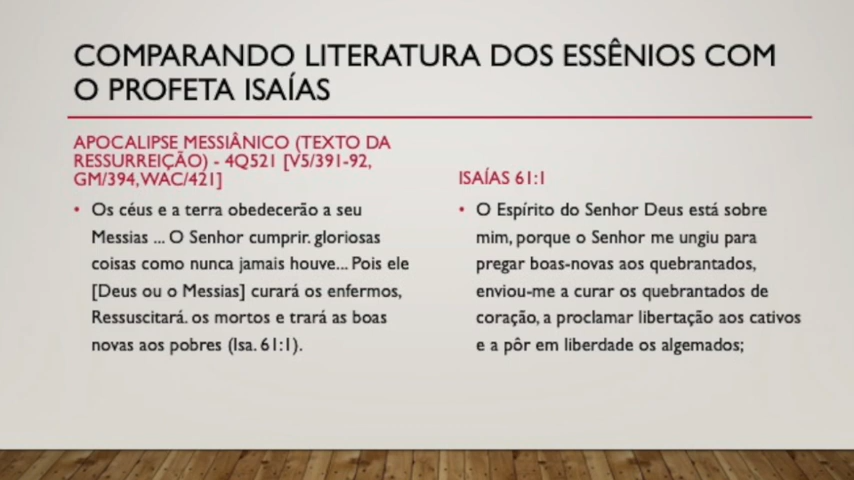 COMPARANDO LITERATURA DOS ESSÊNIOS COM
O PROFETA ISAÍAS
APOCALIPSE MESSIÂNICO (TEXTO DA
RESSURREIÇÃO) - 4Q521 [V5/391-92,
GM/394, WAC/421]
• Os céus e a terra obedecerão a seu
Messias ... O Senhor cumprir. gloriosas
coisas como nunca jamais houve... Pois ele
[Deus ou o Messias] curará os enfermos,
Ressuscitará. os mortos e trará as boas
novas aos pobres (Isa. 61:1).
ISAÍAS 61:1
• O Espírito do Senhor Deus está sobre
mim, porque o Senhor me ungiu para
pregar boas-novas aos quebrantados,
enviou-me a curar os quebrantados de
coração, a proclamar libertação aos cativos
e a pôr em liberdade os algemados;